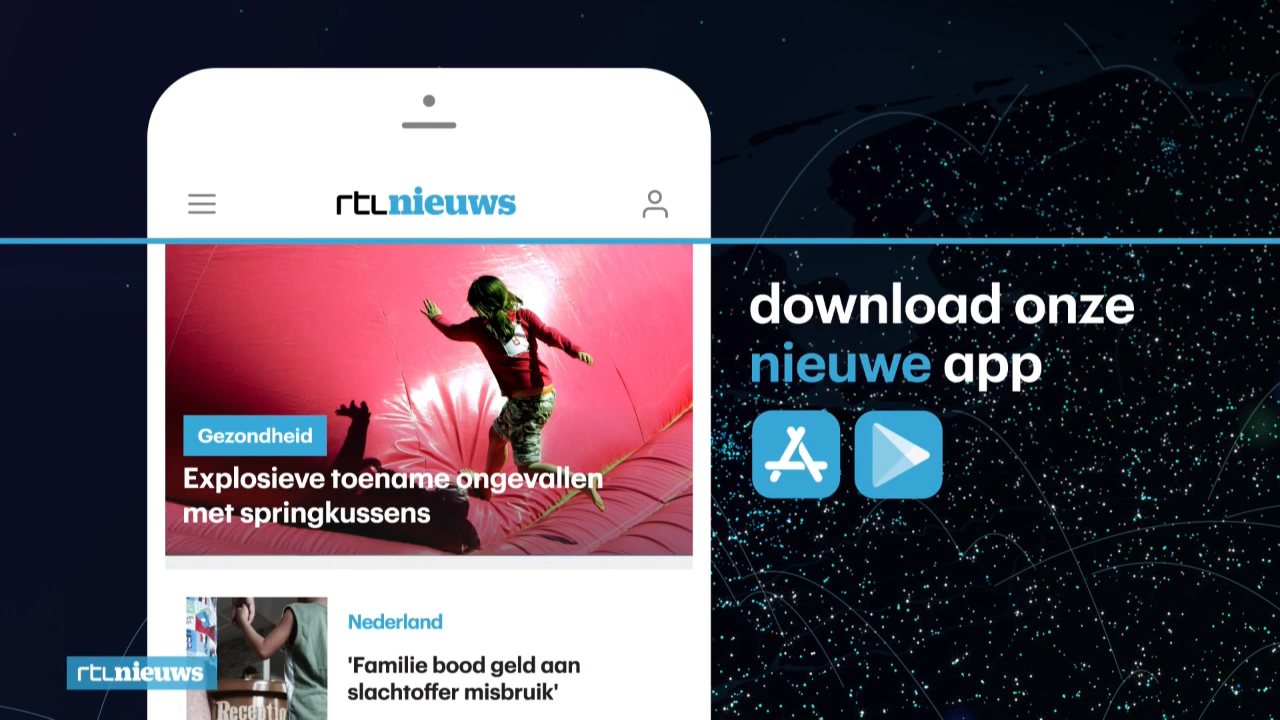 rtlnieuws
Gezondheid
Explosieve toename ongevallen
met springkussens
Nederland
'Familie bood geld aan
slachtoffer misbruik'
Receptio
download onze
nieuwe app
rtlnieuws